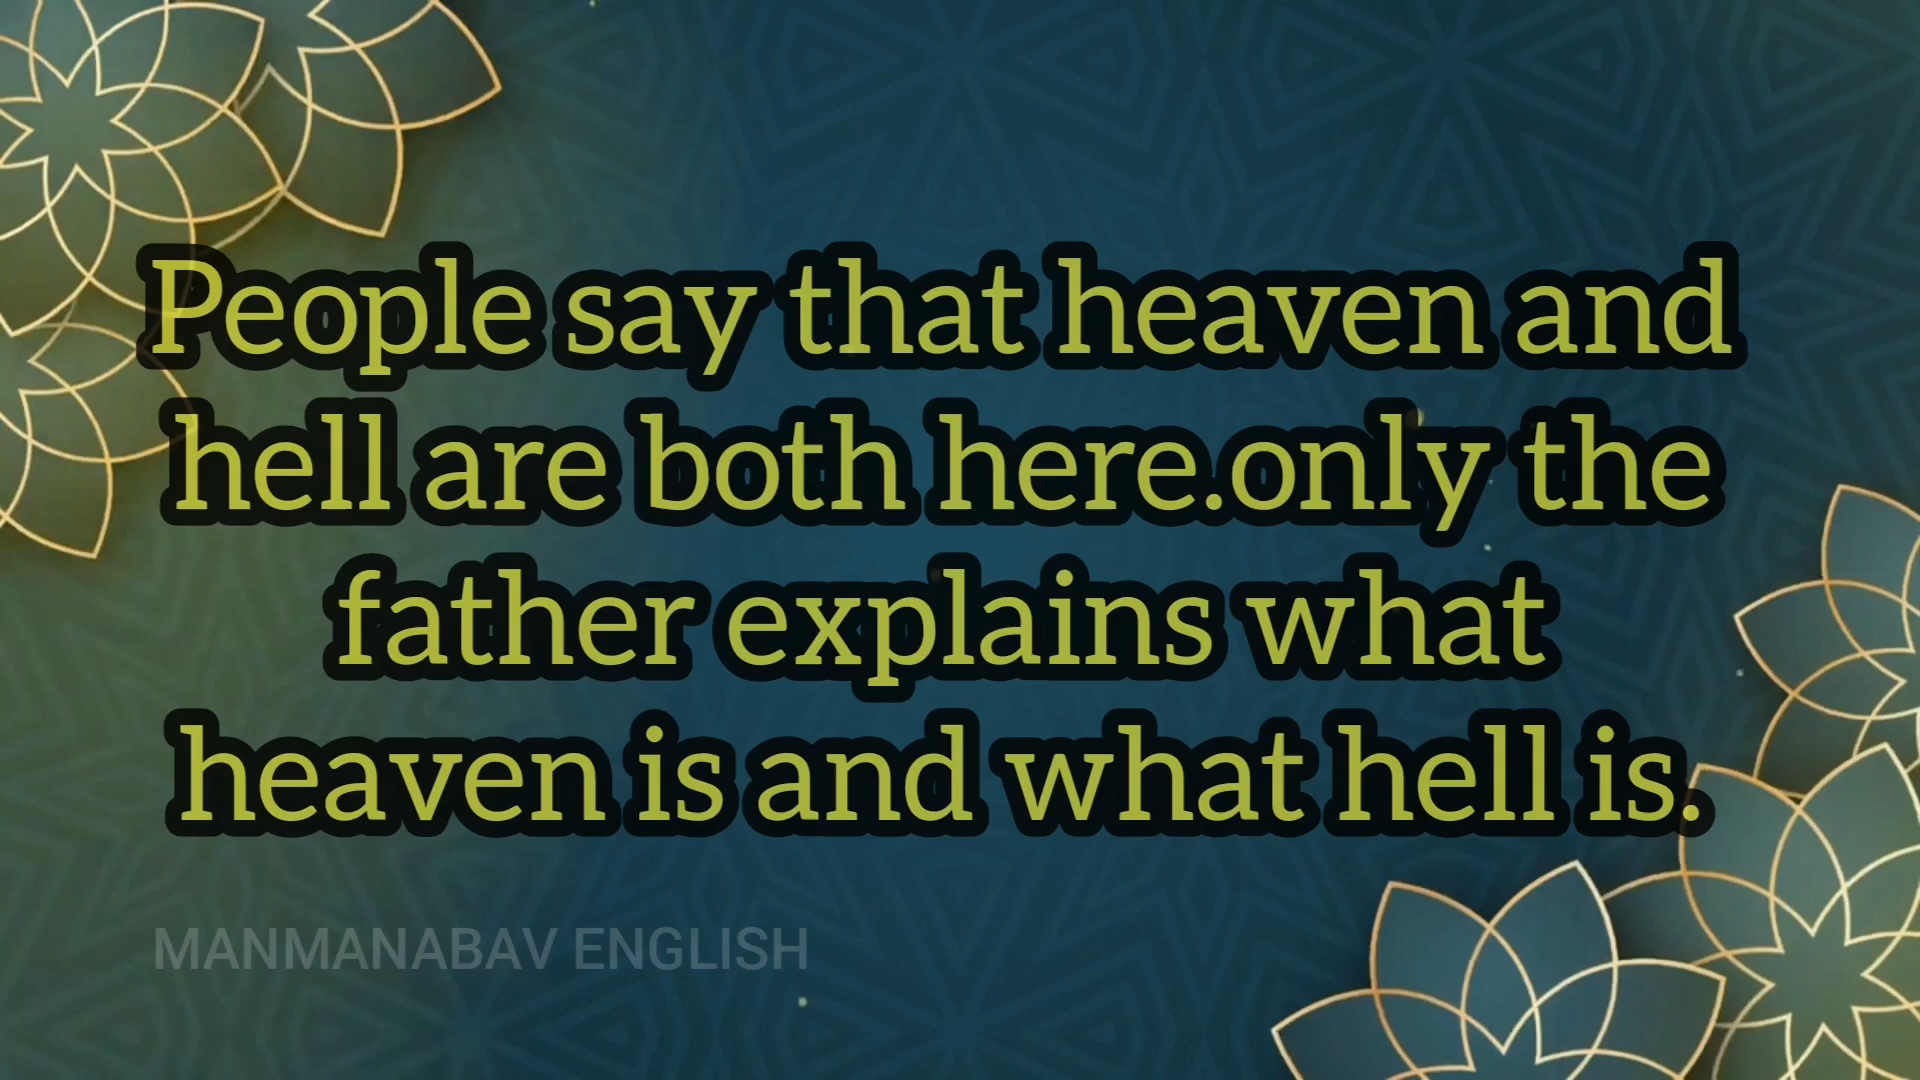 People say that heaven and
hell are both here.only the
father explains what
heaven is and what hell is.
MANMANABAV ENGLISH